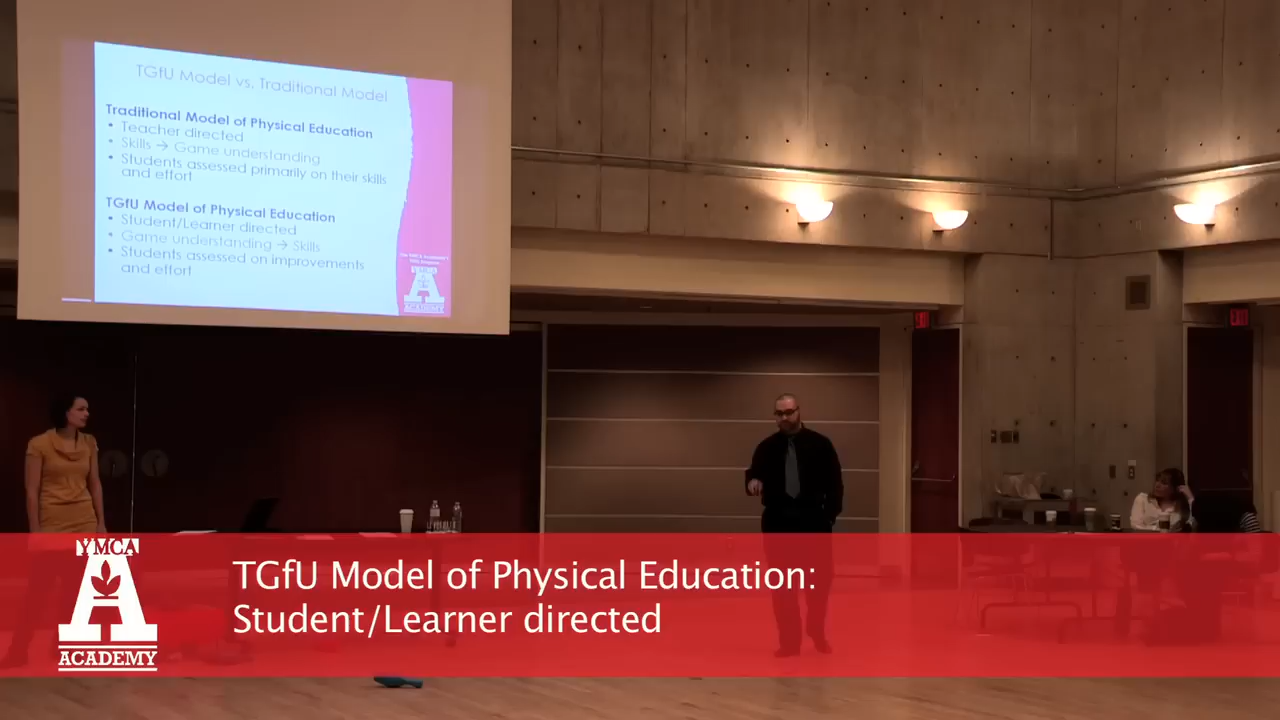 TGfU Model vs. Traditional Model
Traditional Model of Physical Education
• Teacher directed
• Skills → Game understanding
• Students assessed primarily on their skills
and effort
TGfU Model of Physical Education
• Student/Learner directed
• Game understanding → Skills
• Students assessed on improvements
and effort
YMCA
A
YMCA
A
ACADEMY
TGfU Model of Physical Education:
Student/Learner directed